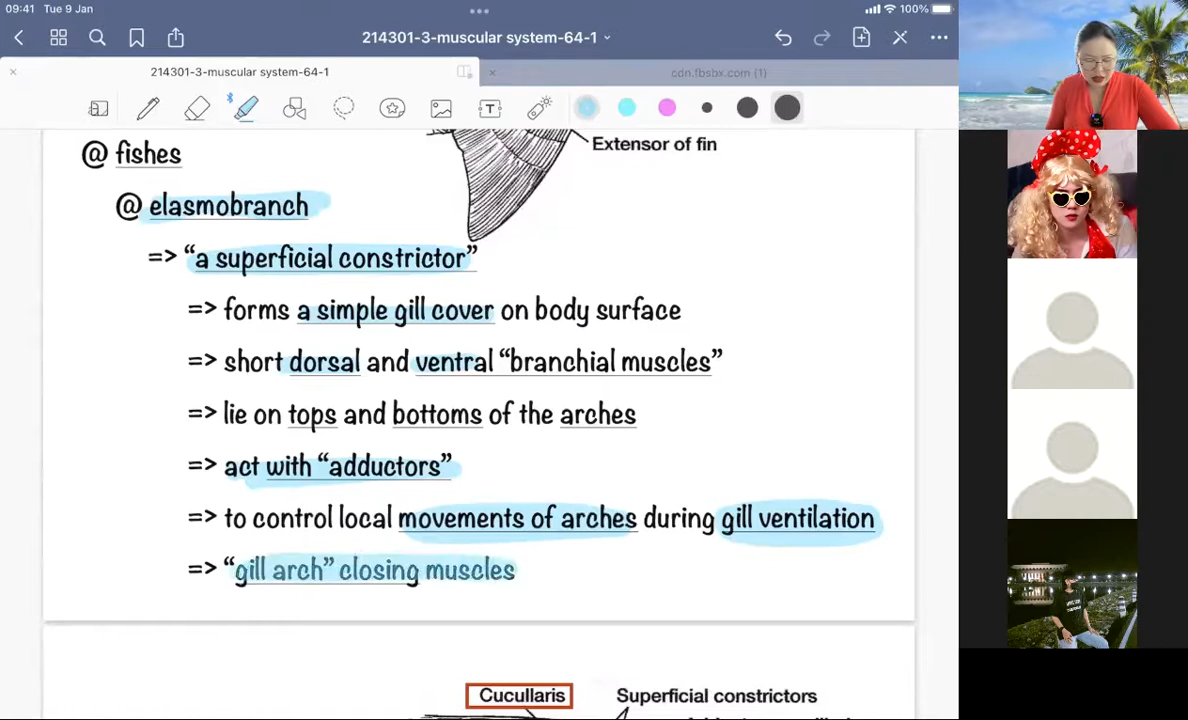 09:41 Tue 9 Jan
100%
214301-3-muscular system-64-1
214301-3-muscular system-64-1
cdn.fbsbx.com (1)
Extensor of fin
@ fishes
@ elasmobranch
=> “a superficial constrictor”
=> forms a simple gill cover on body surface
=> short dorsal and ventral “branchial muscles”
=> lie on tops and bottoms of the arches
=> act with “adductors”
=> to control local movements of arches during gill ventilation
=> “gill arch” closing muscles
Cucullaris
Superficial constrictors